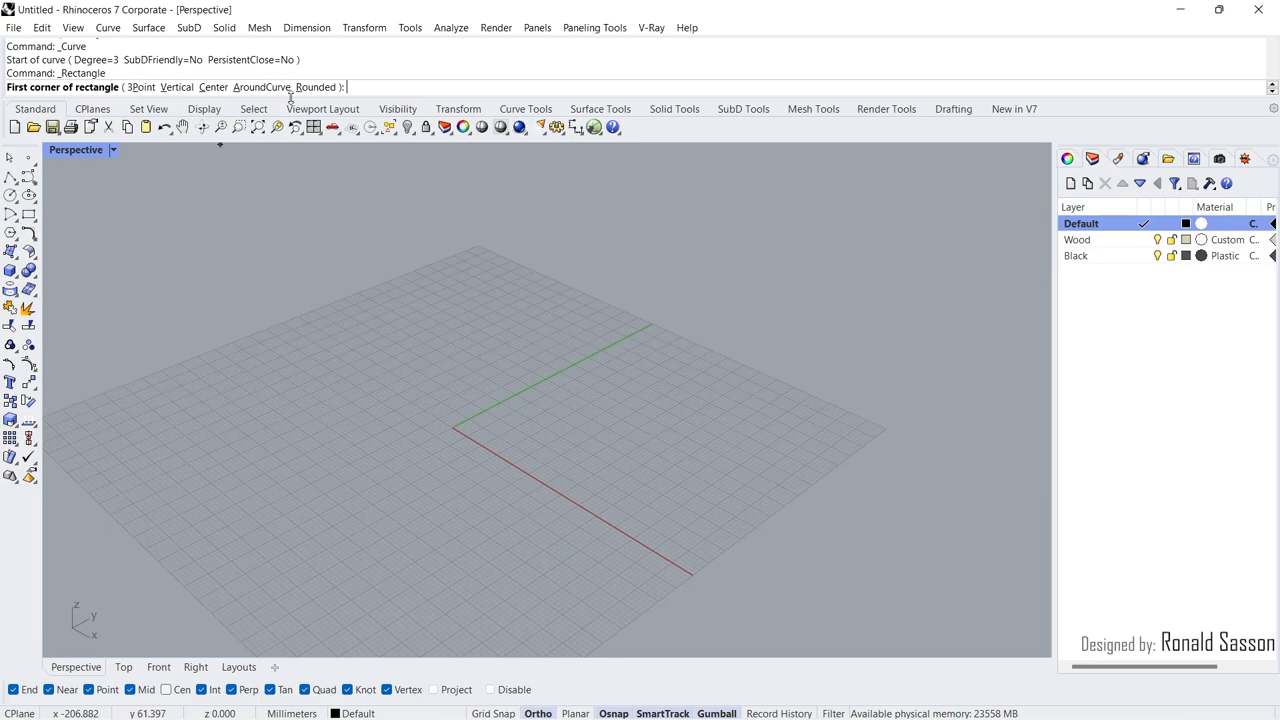 Untitled - Rhinoceros 7 Corporate - [Perspective]
File Edit View Curve Surface SubD Solid Mesh Dimension Transform Tools Analyze Render Panels Paneling Tools V-Ray Help
Command: _Curve
Start of curve ( Degree=3 SubDFriendly=No PersistentClose=No )
Command: _Rectangle
First corner of rectangle ( 3Point Vertical Center AroundCurve Rounded ):
Standard CPlanes Set Display Select Viewport Layout Visibility Transform Curve Tools Surface Tools Solid Tools SubD Tools Mesh Tools Render Tools Drafting New in V7
Perspective
Layer Material Pr
Default C.
Wood Custom C..
Black Plastic C..
z
y
x
Designed by: Ronald Sasson
Perspective Top Front Right Layouts
End Near Point Mid Cen Int Perp Tan Quad Knot Vertex Project Disable
CPlane x -206.882 y 61.397 z 0.000 Millimeters Default Grid Snap Ortho Planar Osnap SmartTrack Gumball Record History Filter Available physical memory: 23558 MB